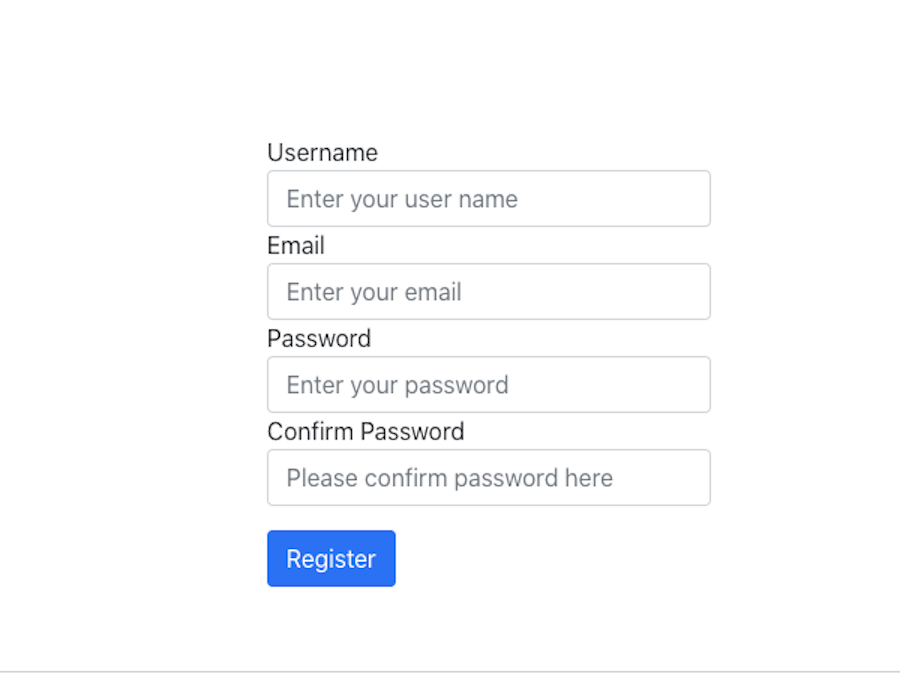 Username
Enter your user name
Email
Enter your email
Password
Enter your password
Confirm Password
Please confirm password here
Register